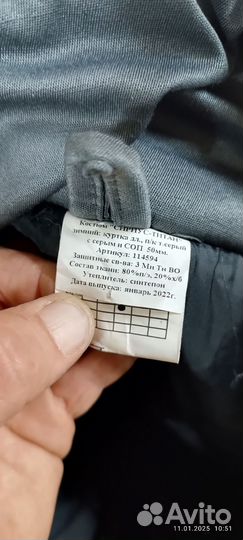 Костюм "СИРИУС-ТИТАН"
зимний: куртка дл., п/к т.серый
с серым и СОП 50мм.
Артикул: 114594
Защитные св-ва: З Ми Тн ВО
Состав ткани: 80%п/э, 20%х/б
Утеплитель: синтепон
Дата выпуска: январь 2022г.
Avito
11.01.2025 10:51